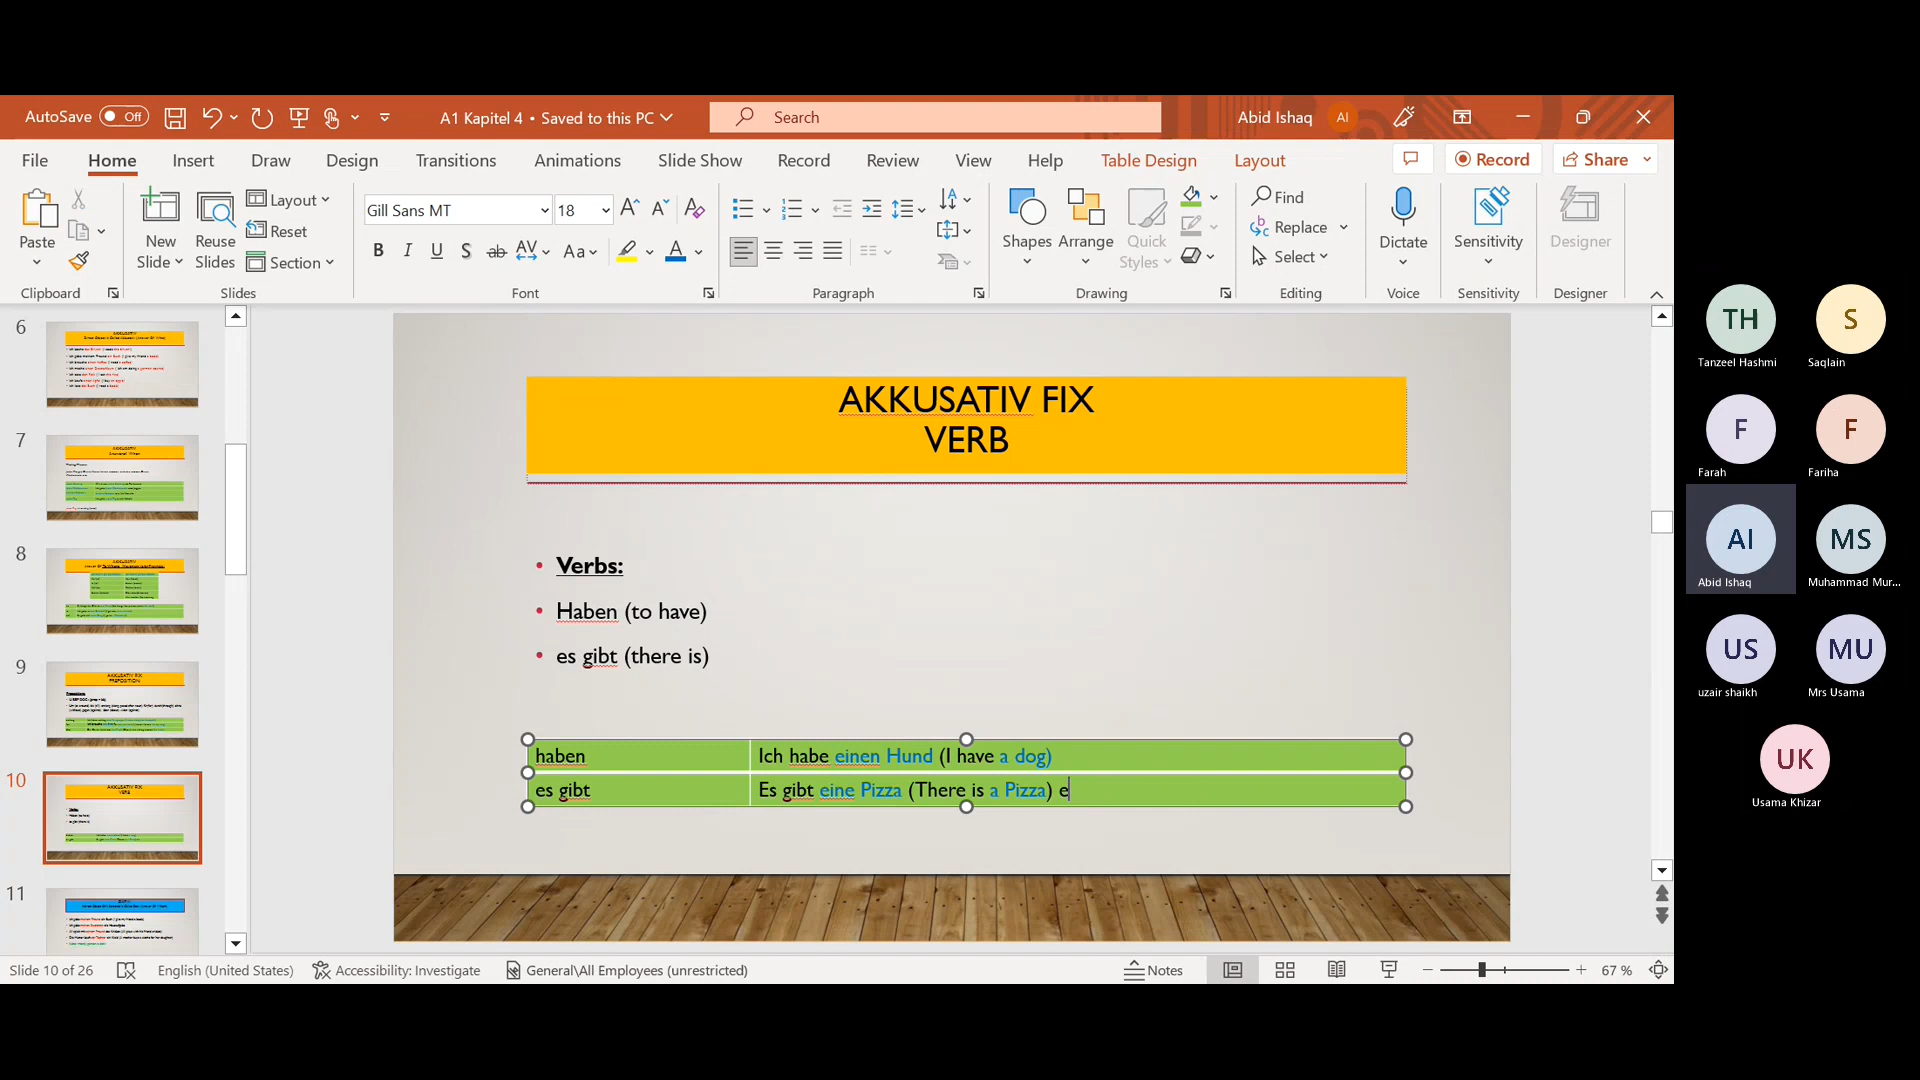 AutoSave Off
A1 Kapitel 4 • Saved to this PC
Search
Abid Ishaq AI
File Home Insert Draw Design Transitions Animations Slide Show Record Review View Help Table Design Layout
Record Share
Paste
Clipboard
New Slide
Reuse Slides
Layout
Reset
Section
Slides
Gill Sans MT 18
B I U S ab AV Aa A
Font
Paragraph
Shapes
Arrange
Quick Styles
Drawing
Find
Replace
Select
Editing
Dictate
Voice
Sensitivity
Sensitivity
Designer
Designer
6
7
8
9
10
11
AKKUSATIV FIX
VERB
Verbs:
Haben (to have)
es gibt (there is)
haben Ich habe einen Hund (I have a dog)
es gibt Es gibt eine Pizza (There is a Pizza) e
Slide 10 of 26
English (United States)
Accessibility: Investigate
General\All Employees (unrestricted)
Notes
67 %
TH
Tanzeel Hashmi
S
Saqlain
F
Farah
F
Fariha
AI
Abid Ishaq
MS
Muhammad Mur...
US
uzair shaikh
MU
Mrs Usama
UK
Usama Khizar